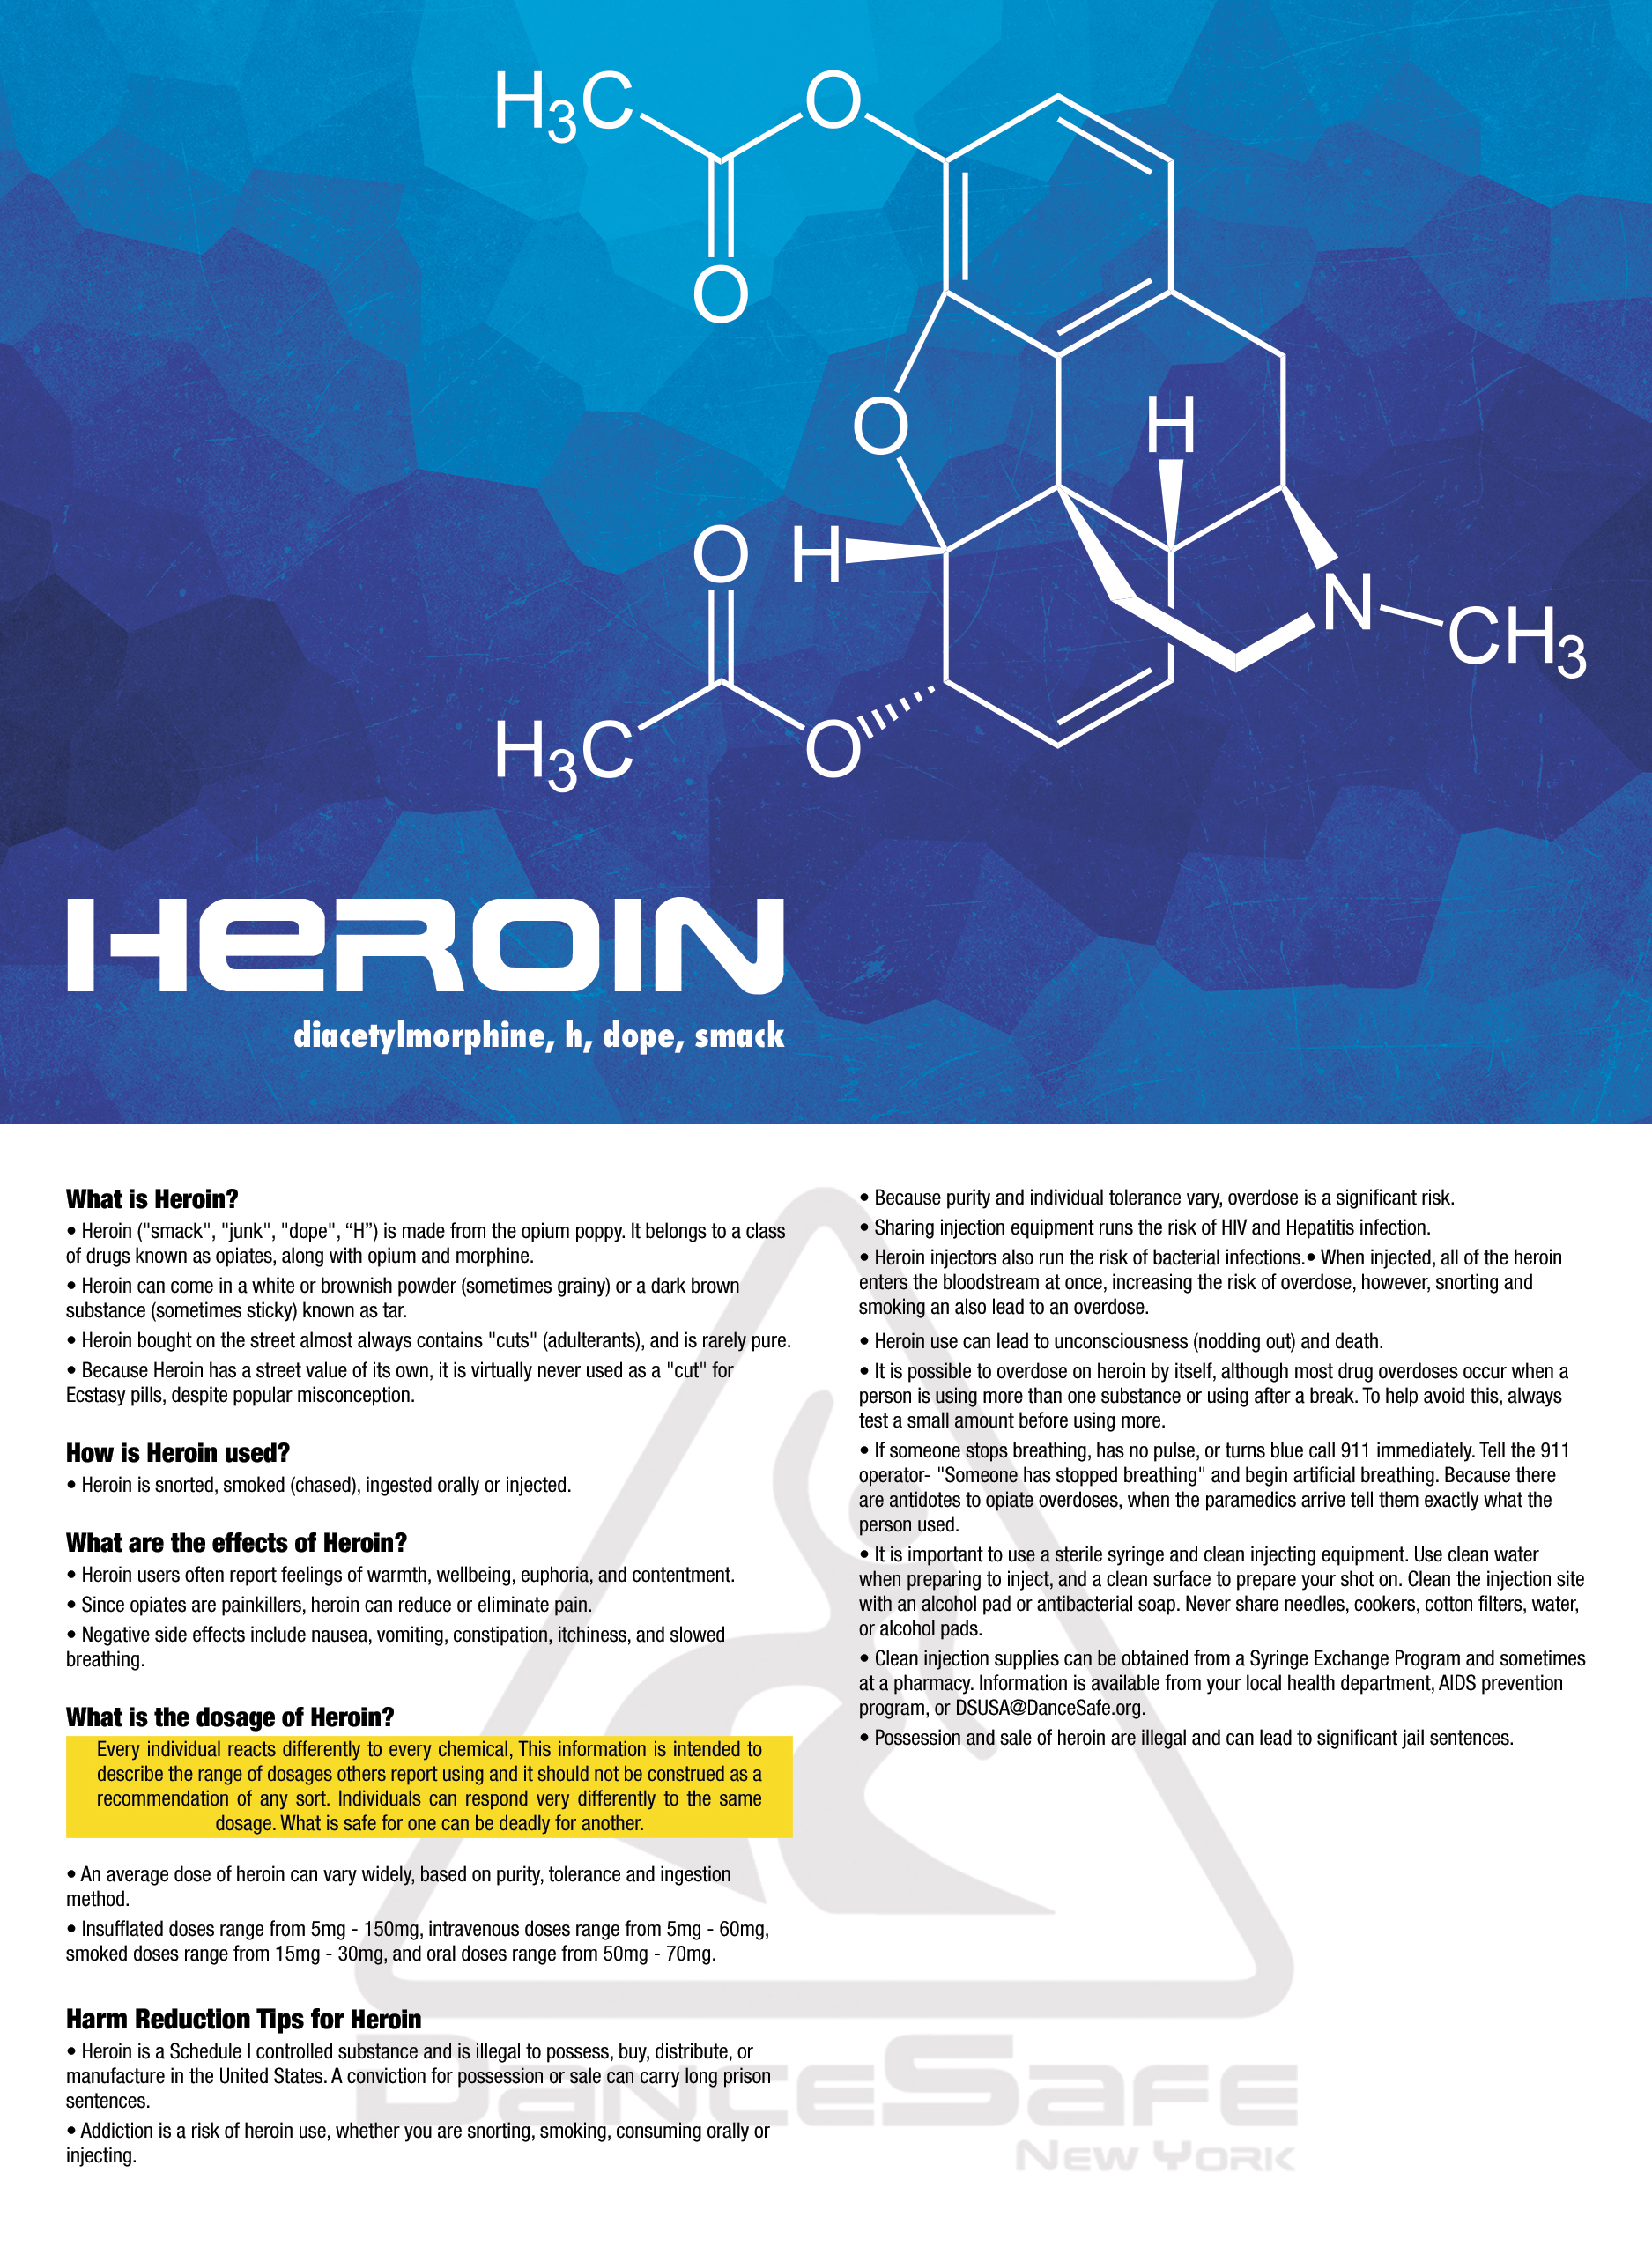 H3C
O
O
O
H
O
H
N
CH3
H3C
O
HEROIN
diacetylmorphine, h, dope, smack
What is Heroin?
• Heroin ("smack", "junk", "dope", “H”) is made from the opium poppy. It belongs to a class
of drugs known as opiates, along with opium and morphine.
• Heroin can come in a white or brownish powder (sometimes grainy) or a dark brown
substance (sometimes sticky) known as tar.
• Heroin bought on the street almost always contains "cuts" (adulterants), and is rarely pure.
• Because Heroin has a street value of its own, it is virtually never used as a "cut" for
Ecstasy pills, despite popular misconception.
How is Heroin used?
• Heroin is snorted, smoked (chased), ingested orally or injected.
What are the effects of Heroin?
• Heroin users often report feelings of warmth, wellbeing, euphoria, and contentment.
• Since opiates are painkillers, heroin can reduce or eliminate pain.
• Negative side effects include nausea, vomiting, constipation, itchiness, and slowed
breathing.
What is the dosage of Heroin?
Every individual reacts differently to every chemical, This information is intended to
describe the range of dosages others report using and it should not be construed as a
recommendation of any sort. Individuals can respond very differently to the same
dosage. What is safe for one can be deadly for another.
• An average dose of heroin can vary widely, based on purity, tolerance and ingestion
method.
• Insufflated doses range from 5mg - 150mg, intravenous doses range from 5mg - 60mg,
smoked doses range from 15mg - 30mg, and oral doses range from 50mg - 70mg.
Harm Reduction Tips for Heroin
• Heroin is a Schedule I controlled substance and is illegal to possess, buy, distribute, or
manufacture in the United States. A conviction for possession or sale can carry long prison
sentences.
• Addiction is a risk of heroin use, whether you are snorting, smoking, consuming orally or
injecting.
• Because purity and individual tolerance vary, overdose is a significant risk.
• Sharing injection equipment runs the risk of HIV and Hepatitis infection.
• Heroin injectors also run the risk of bacterial infections.• When injected, all of the heroin
enters the bloodstream at once, increasing the risk of overdose, however, snorting and
smoking an also lead to an overdose.
• Heroin use can lead to unconsciousness (nodding out) and death.
• It is possible to overdose on heroin by itself, although most drug overdoses occur when a
person is using more than one substance or using after a break. To help avoid this, always
test a small amount before using more.
• If someone stops breathing, has no pulse, or turns blue call 911 immediately. Tell the 911
operator- "Someone has stopped breathing" and begin artificial breathing. Because there
are antidotes to opiate overdoses, when the paramedics arrive tell them exactly what the
person used.
• It is important to use a sterile syringe and clean injecting equipment. Use clean water
when preparing to inject, and a clean surface to prepare your shot on. Clean the injection site
with an alcohol pad or antibacterial soap. Never share needles, cookers, cotton filters, water,
or alcohol pads.
• Clean injection supplies can be obtained from a Syringe Exchange Program and sometimes
at a pharmacy. Information is available from your local health department, AIDS prevention
program, or DSUSA@DanceSafe.org.
• Possession and sale of heroin are illegal and can lead to significant jail sentences.
DANCESAFE
NEW YORK